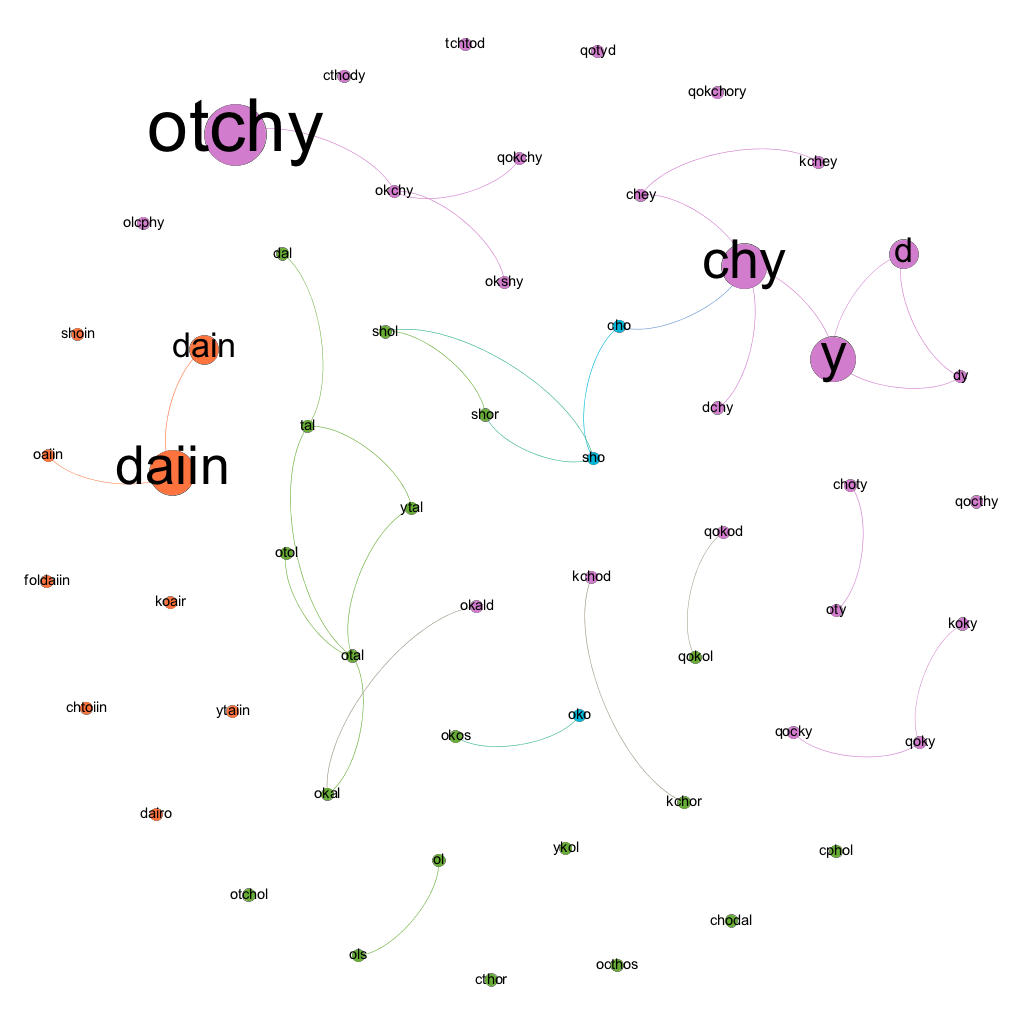 tchtod
qotyd
cthody
qokchory
otchy
qokchy
kchey
okchy
chey
olcphy
d
dal
chy
okshy
cho
shol
shoin
dain
y
dy
dchy
shor
tal
oaiin
sho
daiin
choty
qocthy
ytal
qokod
otol
kchod
foldaiin
koair
okald
oty
koky
otal
qokol
chtoiin
ytaiin
oko
okos
qocky
qoky
okal
kchor
dairo
ykol
cphol
ol
otchol
chodal
ols
octhos
cthor